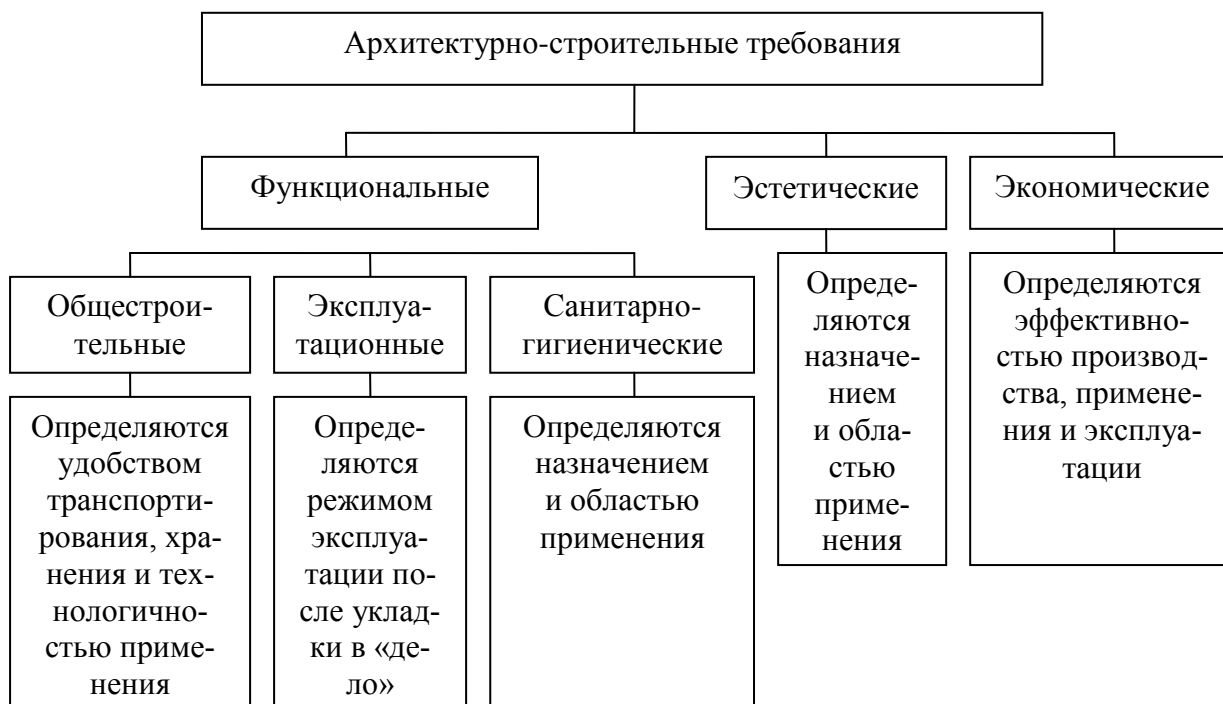 Архитектурно-строительные требования
Функциональные
Эстетические
Экономические
Общестрои-
тельные
Эксплуа-
тационные
Санитарно-
гигиенические
Опреде-
ляются
назначе-
нием
и обла-
стью
приме-
нения
Определяются
эффективно-
стью производ-
ства, примене-
ния и эксплуа-
тации
Определяются
удобством
транспорти-
рования, хра-
нения и тех-
нологично-
стью приме-
нения
Опреде-
ляются
режимом
эксплуа-
тации по-
сле уклад-
ки в «де-
ло»
Определяются
назначением
и областью
применения